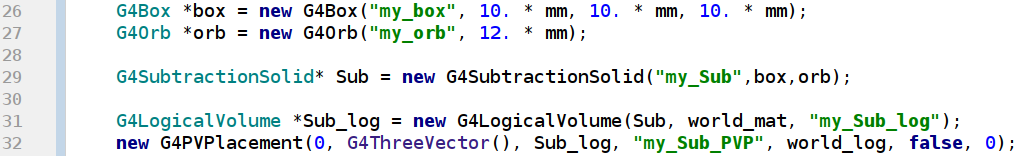 26 G4Box *box = new G4Box("my_box", 10. * mm, 10. * mm, 10. * mm);
27 G4Orb *orb = new G4Orb("my_orb", 12. * mm);
28
29 G4SubtractionSolid* Sub = new G4SubtractionSolid("my_Sub",box,orb);
30
31 G4LogicalVolume *Sub_log = new G4LogicalVolume(Sub, world_mat, "my_Sub_log");
32 new G4PVPlacement(0, G4ThreeVector(), Sub_log, "my_Sub_PVP", world_log, false, 0);